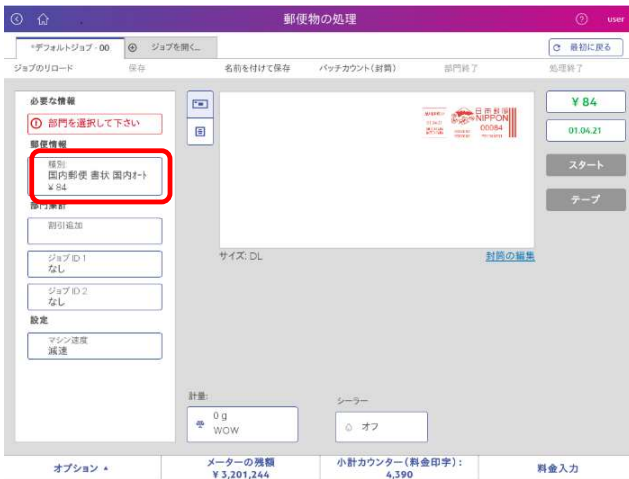 郵便物の処理
user
*デフォルトジョブ - 00
ジョブを開く...
最初に戻る
ジョブのリロード
保存
名前を付けて保存
バッチカウント(封筒)
部門終了
処理終了
必要な情報
部門を選択して下さい
郵便情報
種別:
国内郵便 書状 国内ｵｰﾄ
¥ 84
部門集計
割引追加
ジョブ ID 1
なし
ジョブ ID 2
なし
設定
マシン速度
減速
日本郵便
NIPPON
00084
サイズ: DL
封筒の編集
¥ 84
01.04.21
スタート
テープ
計量:
0 g
WOW
シーラー
オフ
オプション
メーターの残額
¥ 3,201,244
小計カウンター(料金印字):
4,390
料金入力